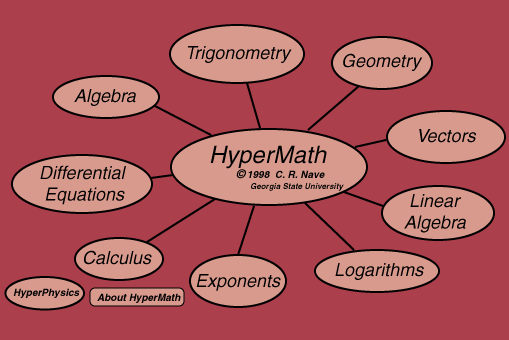 Trigonometry
Geometry
Algebra
Vectors
HyperMath
©1998 C. R. Nave
Georgia State University
Differential
Equations
Linear
Algebra
Calculus
Logarithms
Exponents
HyperPhysics
About HyperMath